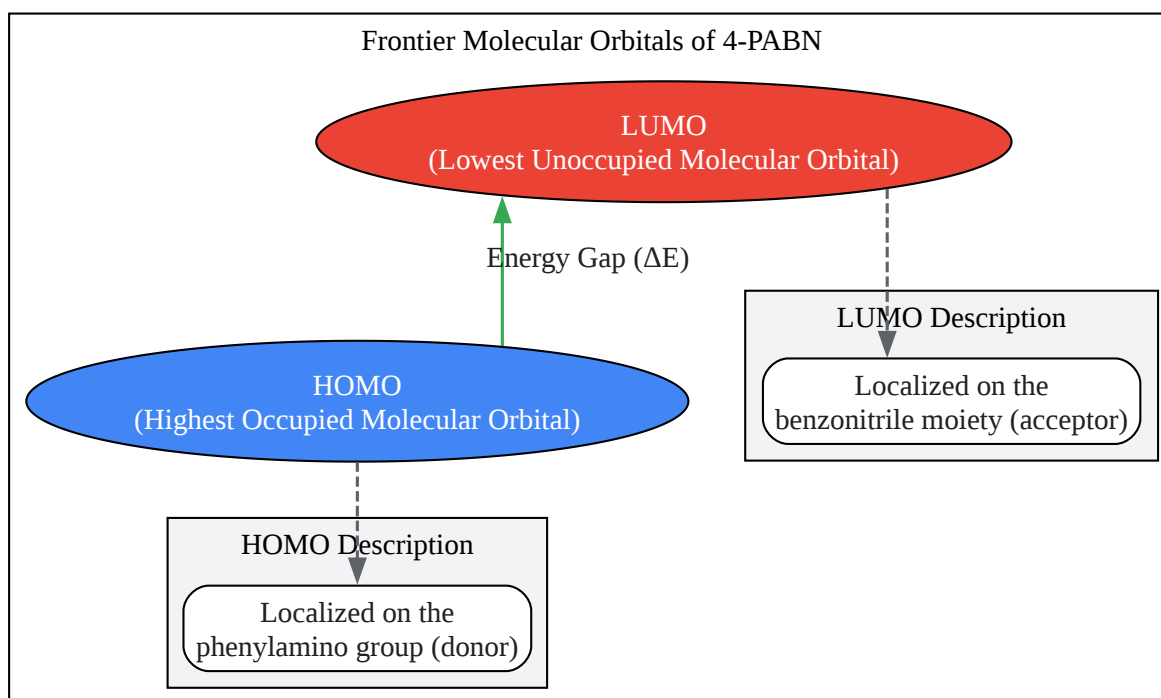 Frontier Molecular Orbitals of 4-PABN
LUMO
(Lowest Unoccupied Molecular Orbital)
Energy Gap (ΔE)
LUMO Description
Localized on the
benzonitrile moiety (acceptor)
HOMO
(Highest Occupied Molecular Orbital)
HOMO Description
Localized on the
phenylamino group (donor)